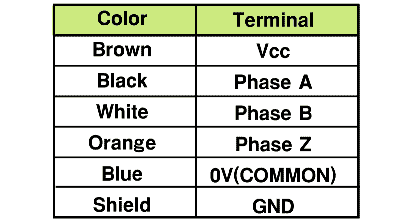 Color Terminal
Brown Vcc
Black Phase A
White Phase B
Orange Phase Z
Blue 0V(COMMON)
Shield GND